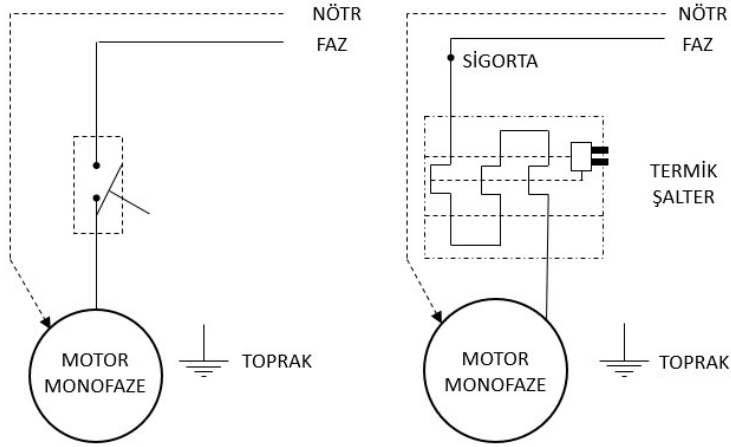 NÖTR
FAZ
MOTOR
MONOFAZE
TOPRAK
NÖTR
FAZ
SİGORTA
TERMİK
ŞALTER
MOTOR
MONOFAZE
TOPRAK